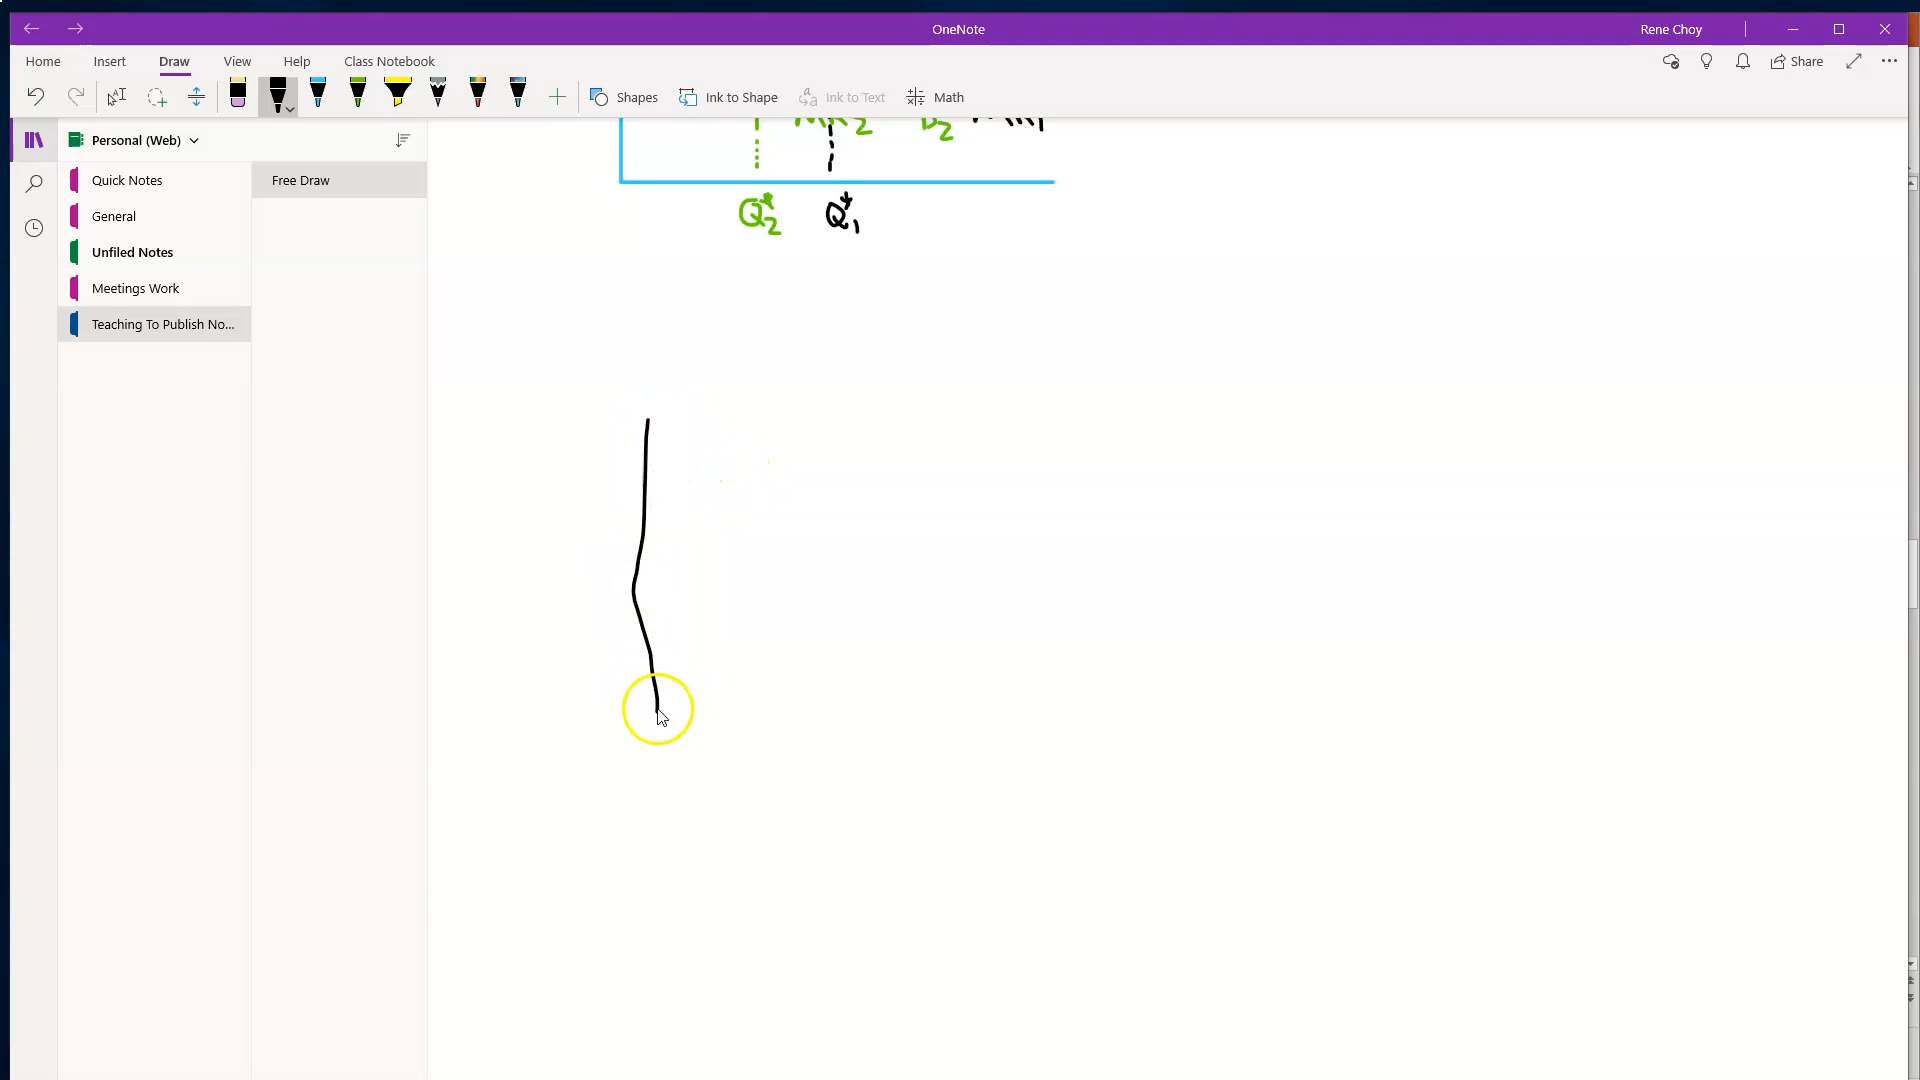 OneNote
Rene Choy
Home Insert Draw View Help Class Notebook
Share
Shapes Ink to Shape Ink to Text Math
Personal (Web)
Quick Notes
General
Unfiled Notes
Meetings Work
Teaching To Publish No...
Free Draw
Q₂* Q₁*